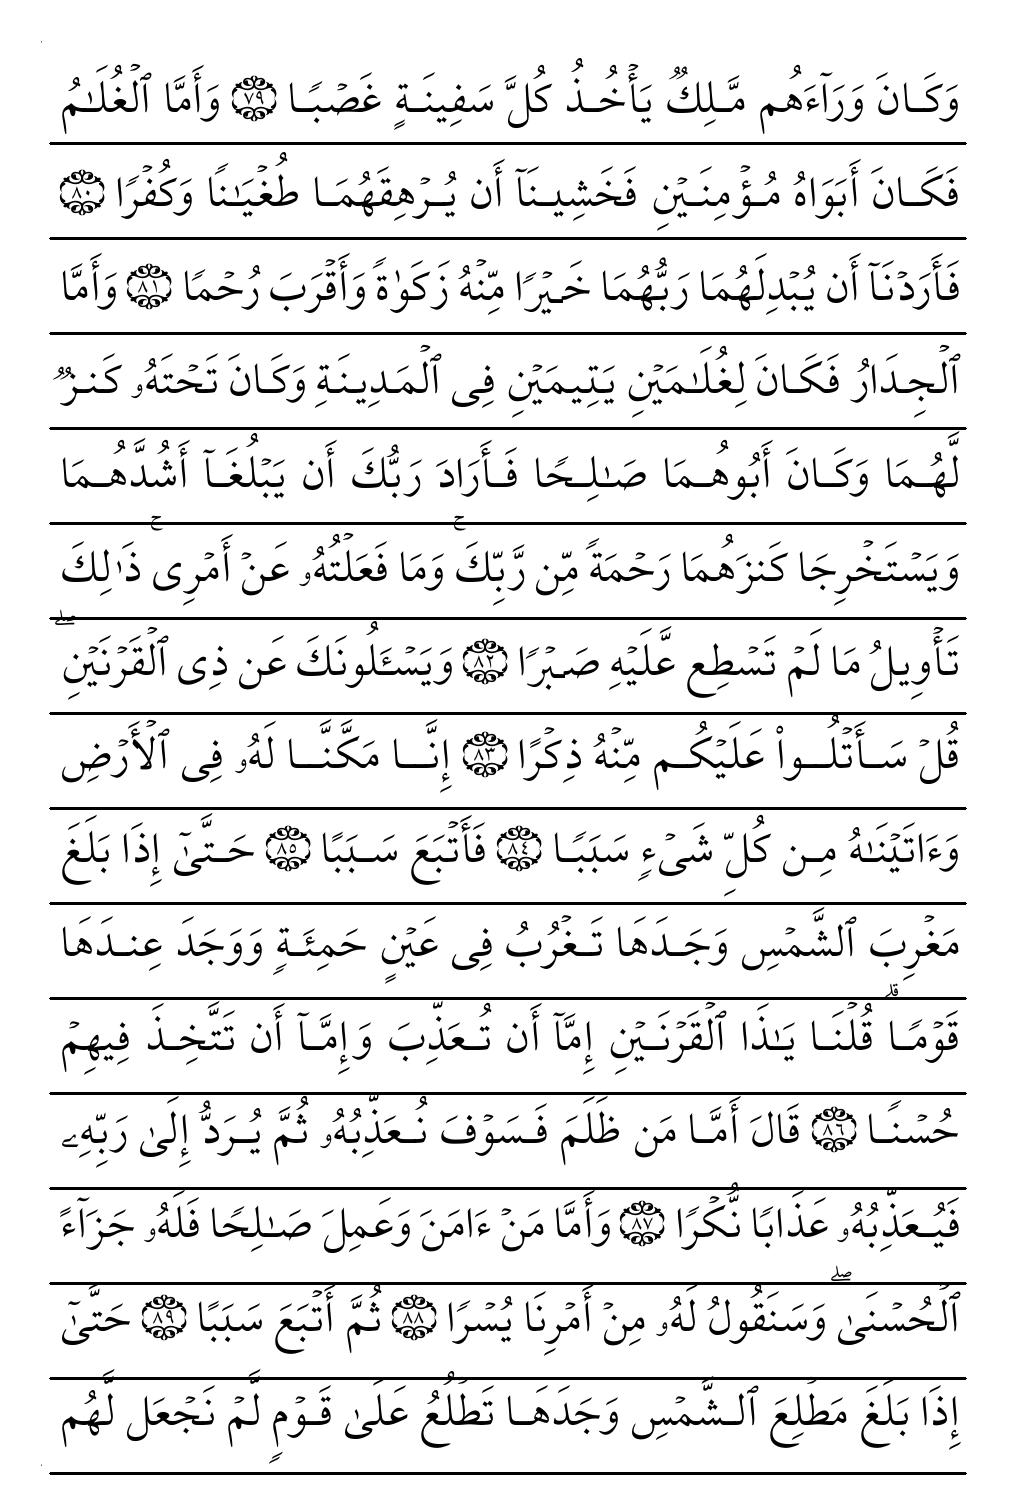 وَكَانَ وَرَآءَهُم مَّلِكٌ يَأۡخُذُ كُلَّ سَفِينَةٍ غَصۡبًا ٧٩ وَأَمَّا ٱلۡغُلَٰمُ
فَكَانَ أَبَوَاهُ مُؤۡمِنَيۡنِ فَخَشِينَآ أَن يُرۡهِقَهُمَا طُغۡيَٰنًا وَكُفۡرًا ٨٠
فَأَرَدۡنَآ أَن يُبۡدِلَهُمَا رَبُّهُمَا خَيۡرًا مِّنۡهُ زَكَوٰةً وَأَقۡرَبَ رُحۡمًا ٨١ وَأَمَّا
ٱلۡجِدَارُ فَكَانَ لِغُلَٰمَيۡنِ يَتِيمَيۡنِ فِي ٱلۡمَدِينَةِ وَكَانَ تَحۡتَهُۥ كَنزٌ
لَّهُمَا وَكَانَ أَبُوهُمَا صَٰلِحًا فَأَرَادَ رَبُّكَ أَن يَبۡلُغَآ أَشُدَّهُمَا
وَيَسۡتَخۡرِجَا كَنزَهُمَا رَحۡمَةً مِّن رَّبِّكَۚ وَمَا فَعَلۡتُهُۥ عَنۡ أَمۡرِيۚ ذَٰلِكَ
تَأۡوِيلُ مَا لَمۡ تَسۡطِع عَّلَيۡهِ صَبۡرًا ٨٢ وَيَسۡـَٔلُونَكَ عَن ذِي ٱلۡقَرۡنَيۡنِۖ
قُلۡ سَأَتۡلُواْ عَلَيۡكُم مِّنۡهُ ذِكۡرًا ٨٣ إِنَّا مَكَّنَّا لَهُۥ فِي ٱلۡأَرۡضِ
وَءَاتَيۡنَٰهُ مِن كُلِّ شَيۡءٍ سَبَبًا ٨٤ فَأَتۡبَعَ سَبَبًا ٨٥ حَتَّىٰٓ إِذَا بَلَغَ
مَغۡرِبَ ٱلشَّمۡسِ وَجَدَهَا تَغۡرُبُ فِي عَيۡنٍ حَمِئَةٍ وَوَجَدَ عِندَهَا
قَوۡمًاۗ قُلۡنَا يَٰذَا ٱلۡقَرۡنَيۡنِ إِمَّآ أَن تُعَذِّبَ وَإِمَّآ أَن تَتَّخِذَ فِيهِمۡ
حُسۡنًا ٨٦ قَالَ أَمَّا مَن ظَلَمَ فَسَوۡفَ نُعَذِّبُهُۥ ثُمَّ يُرَدُّ إِلَىٰ رَبِّهِۦ
فَيُعَذِّبُهُۥ عَذَابًا نُّكۡرًا ٨٧ وَأَمَّا مَنۡ ءَامَنَ وَعَمِلَ صَٰلِحًا فَلَهُۥ جَزَآءً
ٱلۡحُسۡنَىٰۖ وَسَنَقُولُ لَهُۥ مِنۡ أَمۡرِنَا يُسۡرًا ٨٨ ثُمَّ أَتۡبَعَ سَبَبًا ٨٩ حَتَّىٰٓ
إِذَا بَلَغَ مَطۡلِعَ ٱلشَّمۡسِ وَجَدَهَا تَطۡلُعُ عَلَىٰ قَوۡمٍ لَّمۡ نَجۡعَل لَّهُم